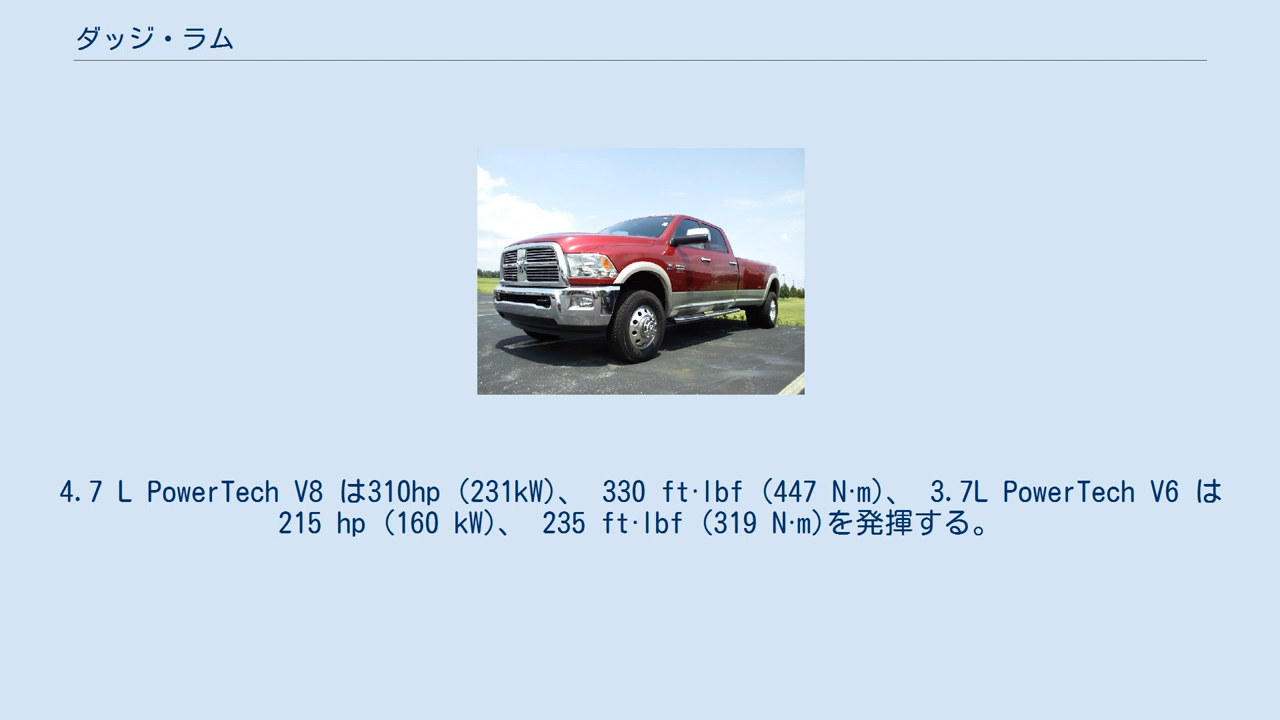 ダッジ・ラム
4.7 L PowerTech V8 は310hp (231kW)、 330 ft·lbf (447 N·m)、 3.7L PowerTech V6 は
215 hp (160 kW)、 235 ft·lbf (319 N·m)を発揮する。